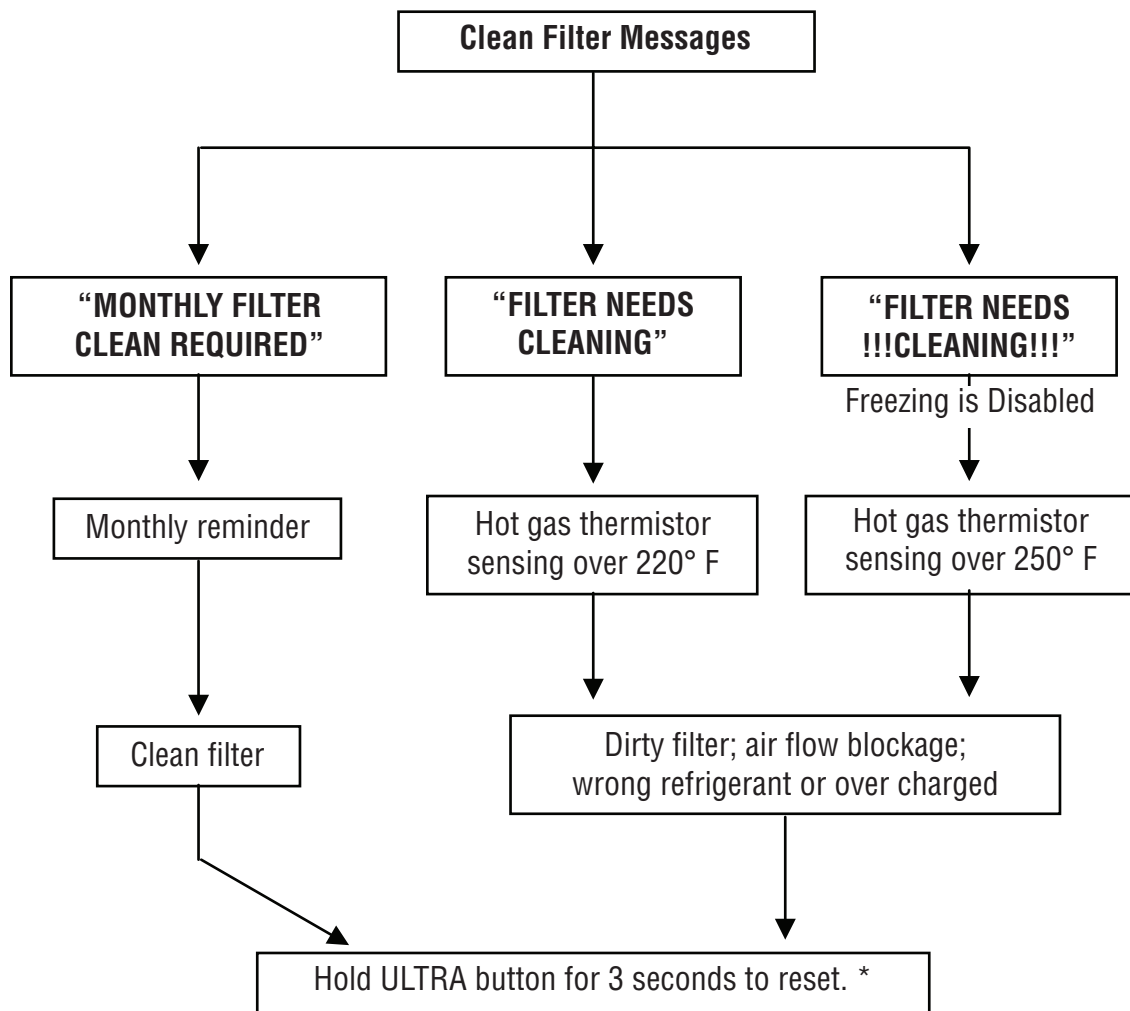 Clean Filter Messages
“MONTHLY FILTER
CLEAN REQUIRED”
“FILTER NEEDS
CLEANING”
“FILTER NEEDS
!!!CLEANING!!!”
Freezing is Disabled
Monthly reminder
Hot gas thermistor
sensing over 220° F
Hot gas thermistor
sensing over 250° F
Clean filter
Dirty filter; air flow blockage;
wrong refrigerant or over charged
Hold ULTRA button for 3 seconds to reset. *